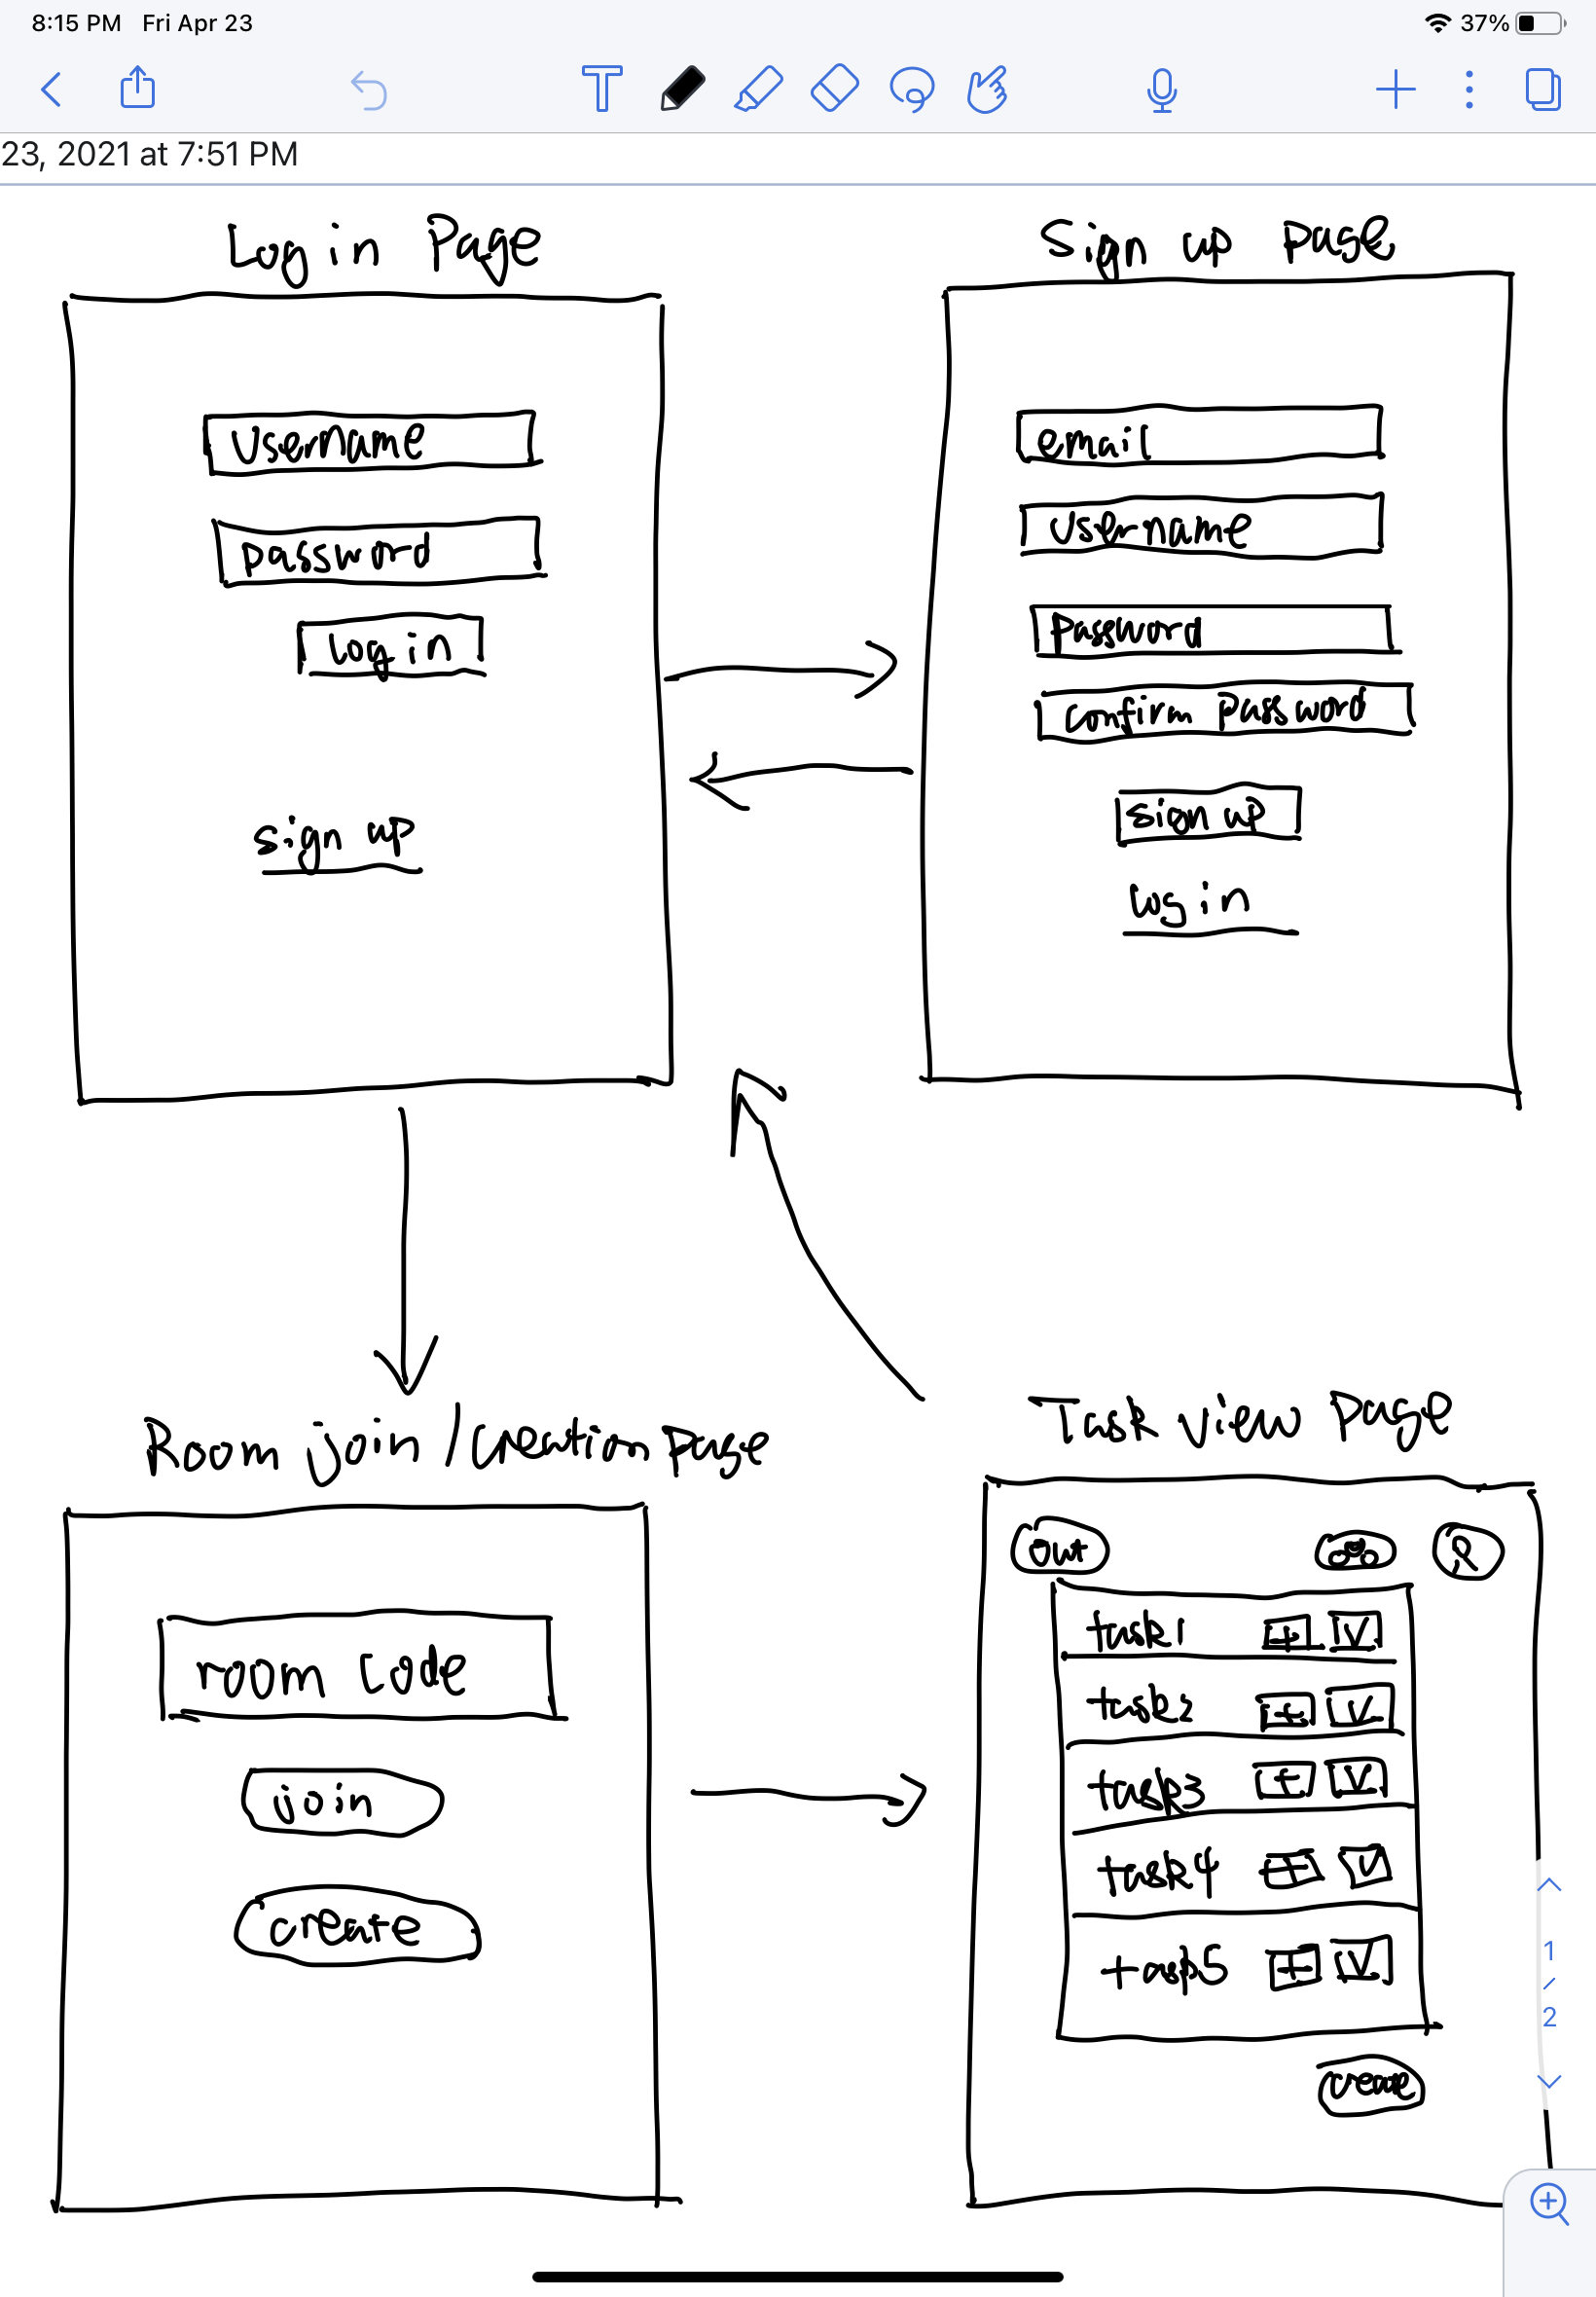 8:15 PM Fri Apr 23
37%
23, 2021 at 7:51 PM
Log in Page
username
password
log in
sign up
Sign up page
email
username
password
confirm password
sign up
log in
Room join / creation page
room code
join
create
Task view page
out
task1 + v
task2 + v
task3 + v
task4 + v
task5 + v
create
1
/
2